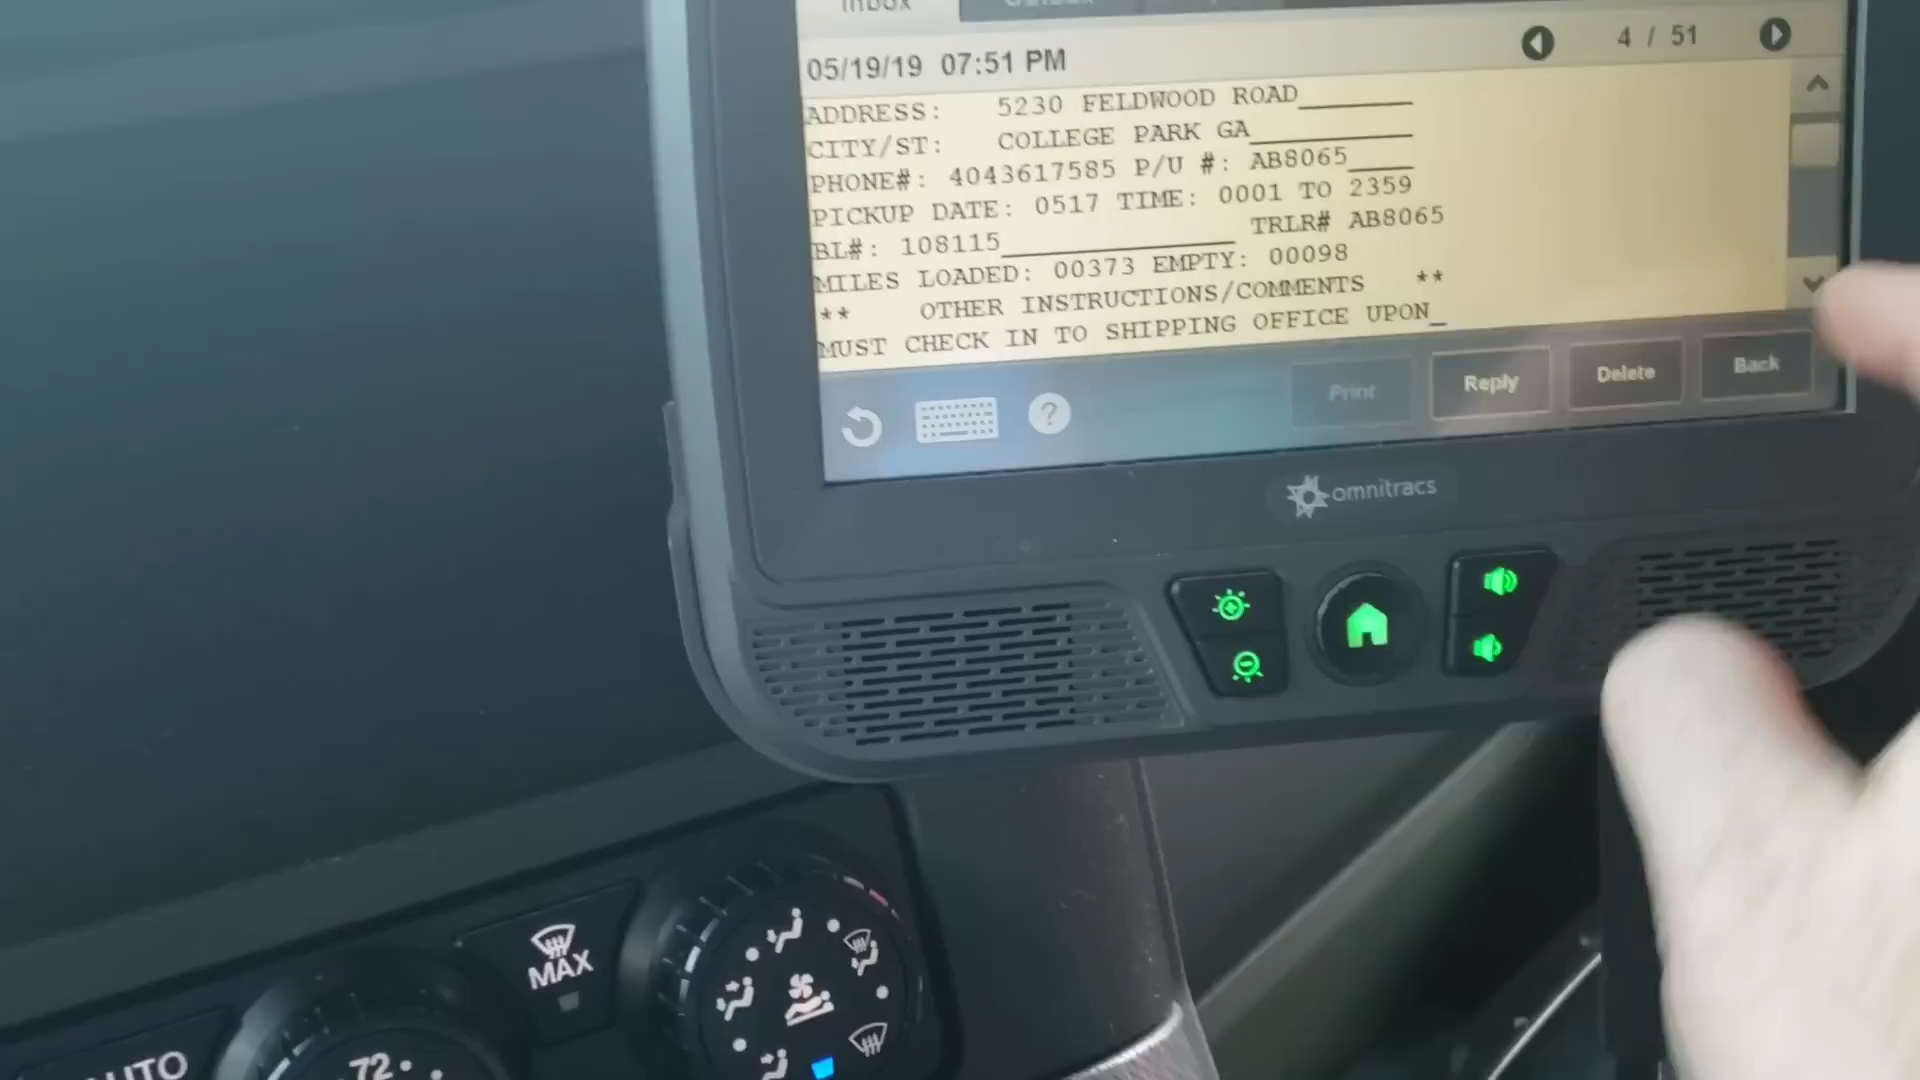 Inbox
05/19/19 07:51 PM
4 / 51
ADDRESS: 5230 FELDWOOD ROAD_______
CITY/ST: COLLEGE PARK GA__________
PHONE#: 4043617585 P/U #: AB8065____
PICKUP DATE: 0517 TIME: 0001 TO 2359
BL#: 108115______________ TRLR# AB8065
MILES LOADED: 00373 EMPTY: 00098
** OTHER INSTRUCTIONS/COMMENTS **
MUST CHECK IN TO SHIPPING OFFICE UPON_
Print Reply Delete Back
?
omnitracs
MAX
AUTO
72